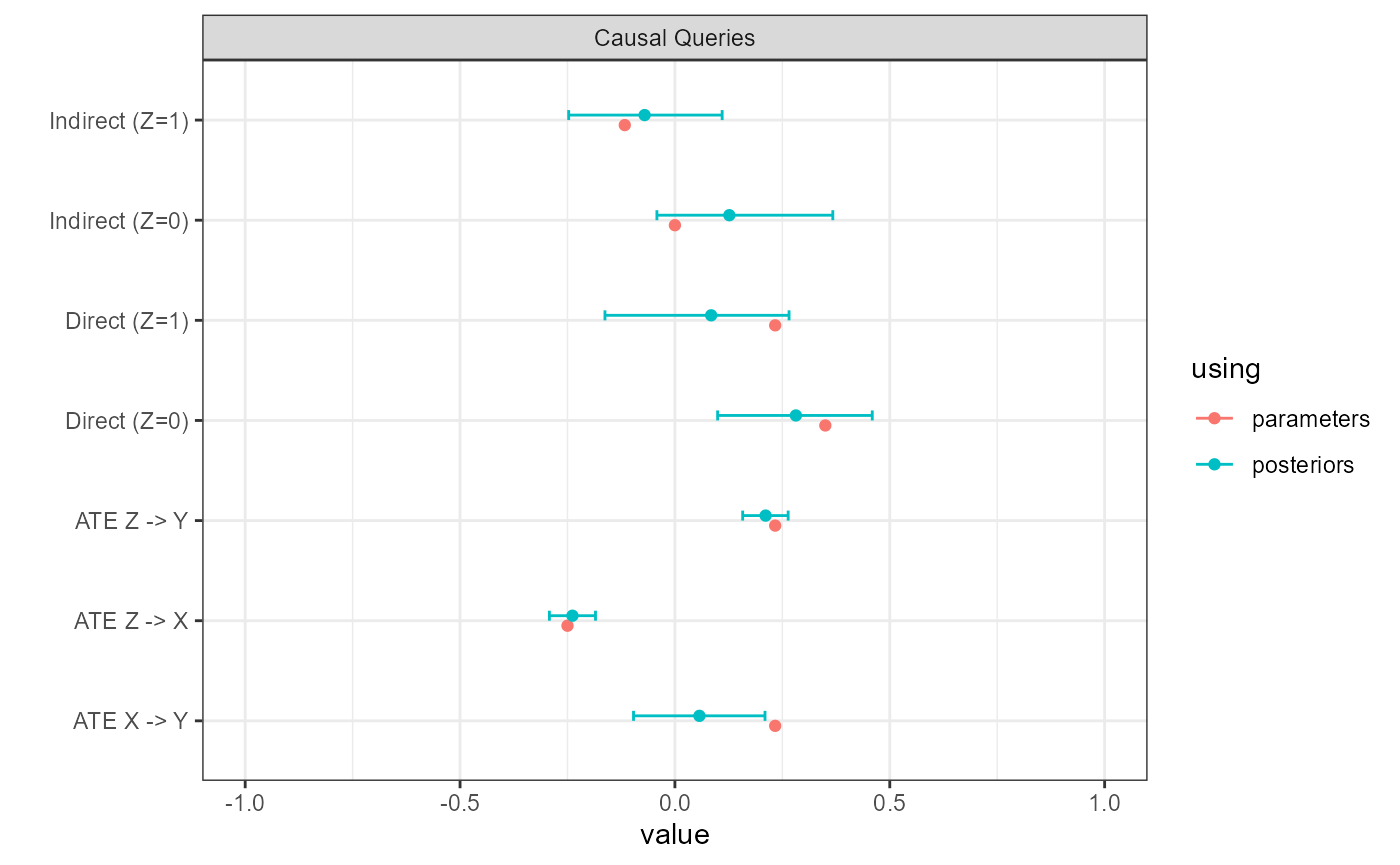 Causal Queries
Indirect (Z=1)
Indirect (Z=0)
Direct (Z=1)
Direct (Z=0)
ATE Z -> Y
ATE Z -> X
ATE X -> Y
-1.0 -0.5 0.0 0.5 1.0
value
using
parameters
posteriors